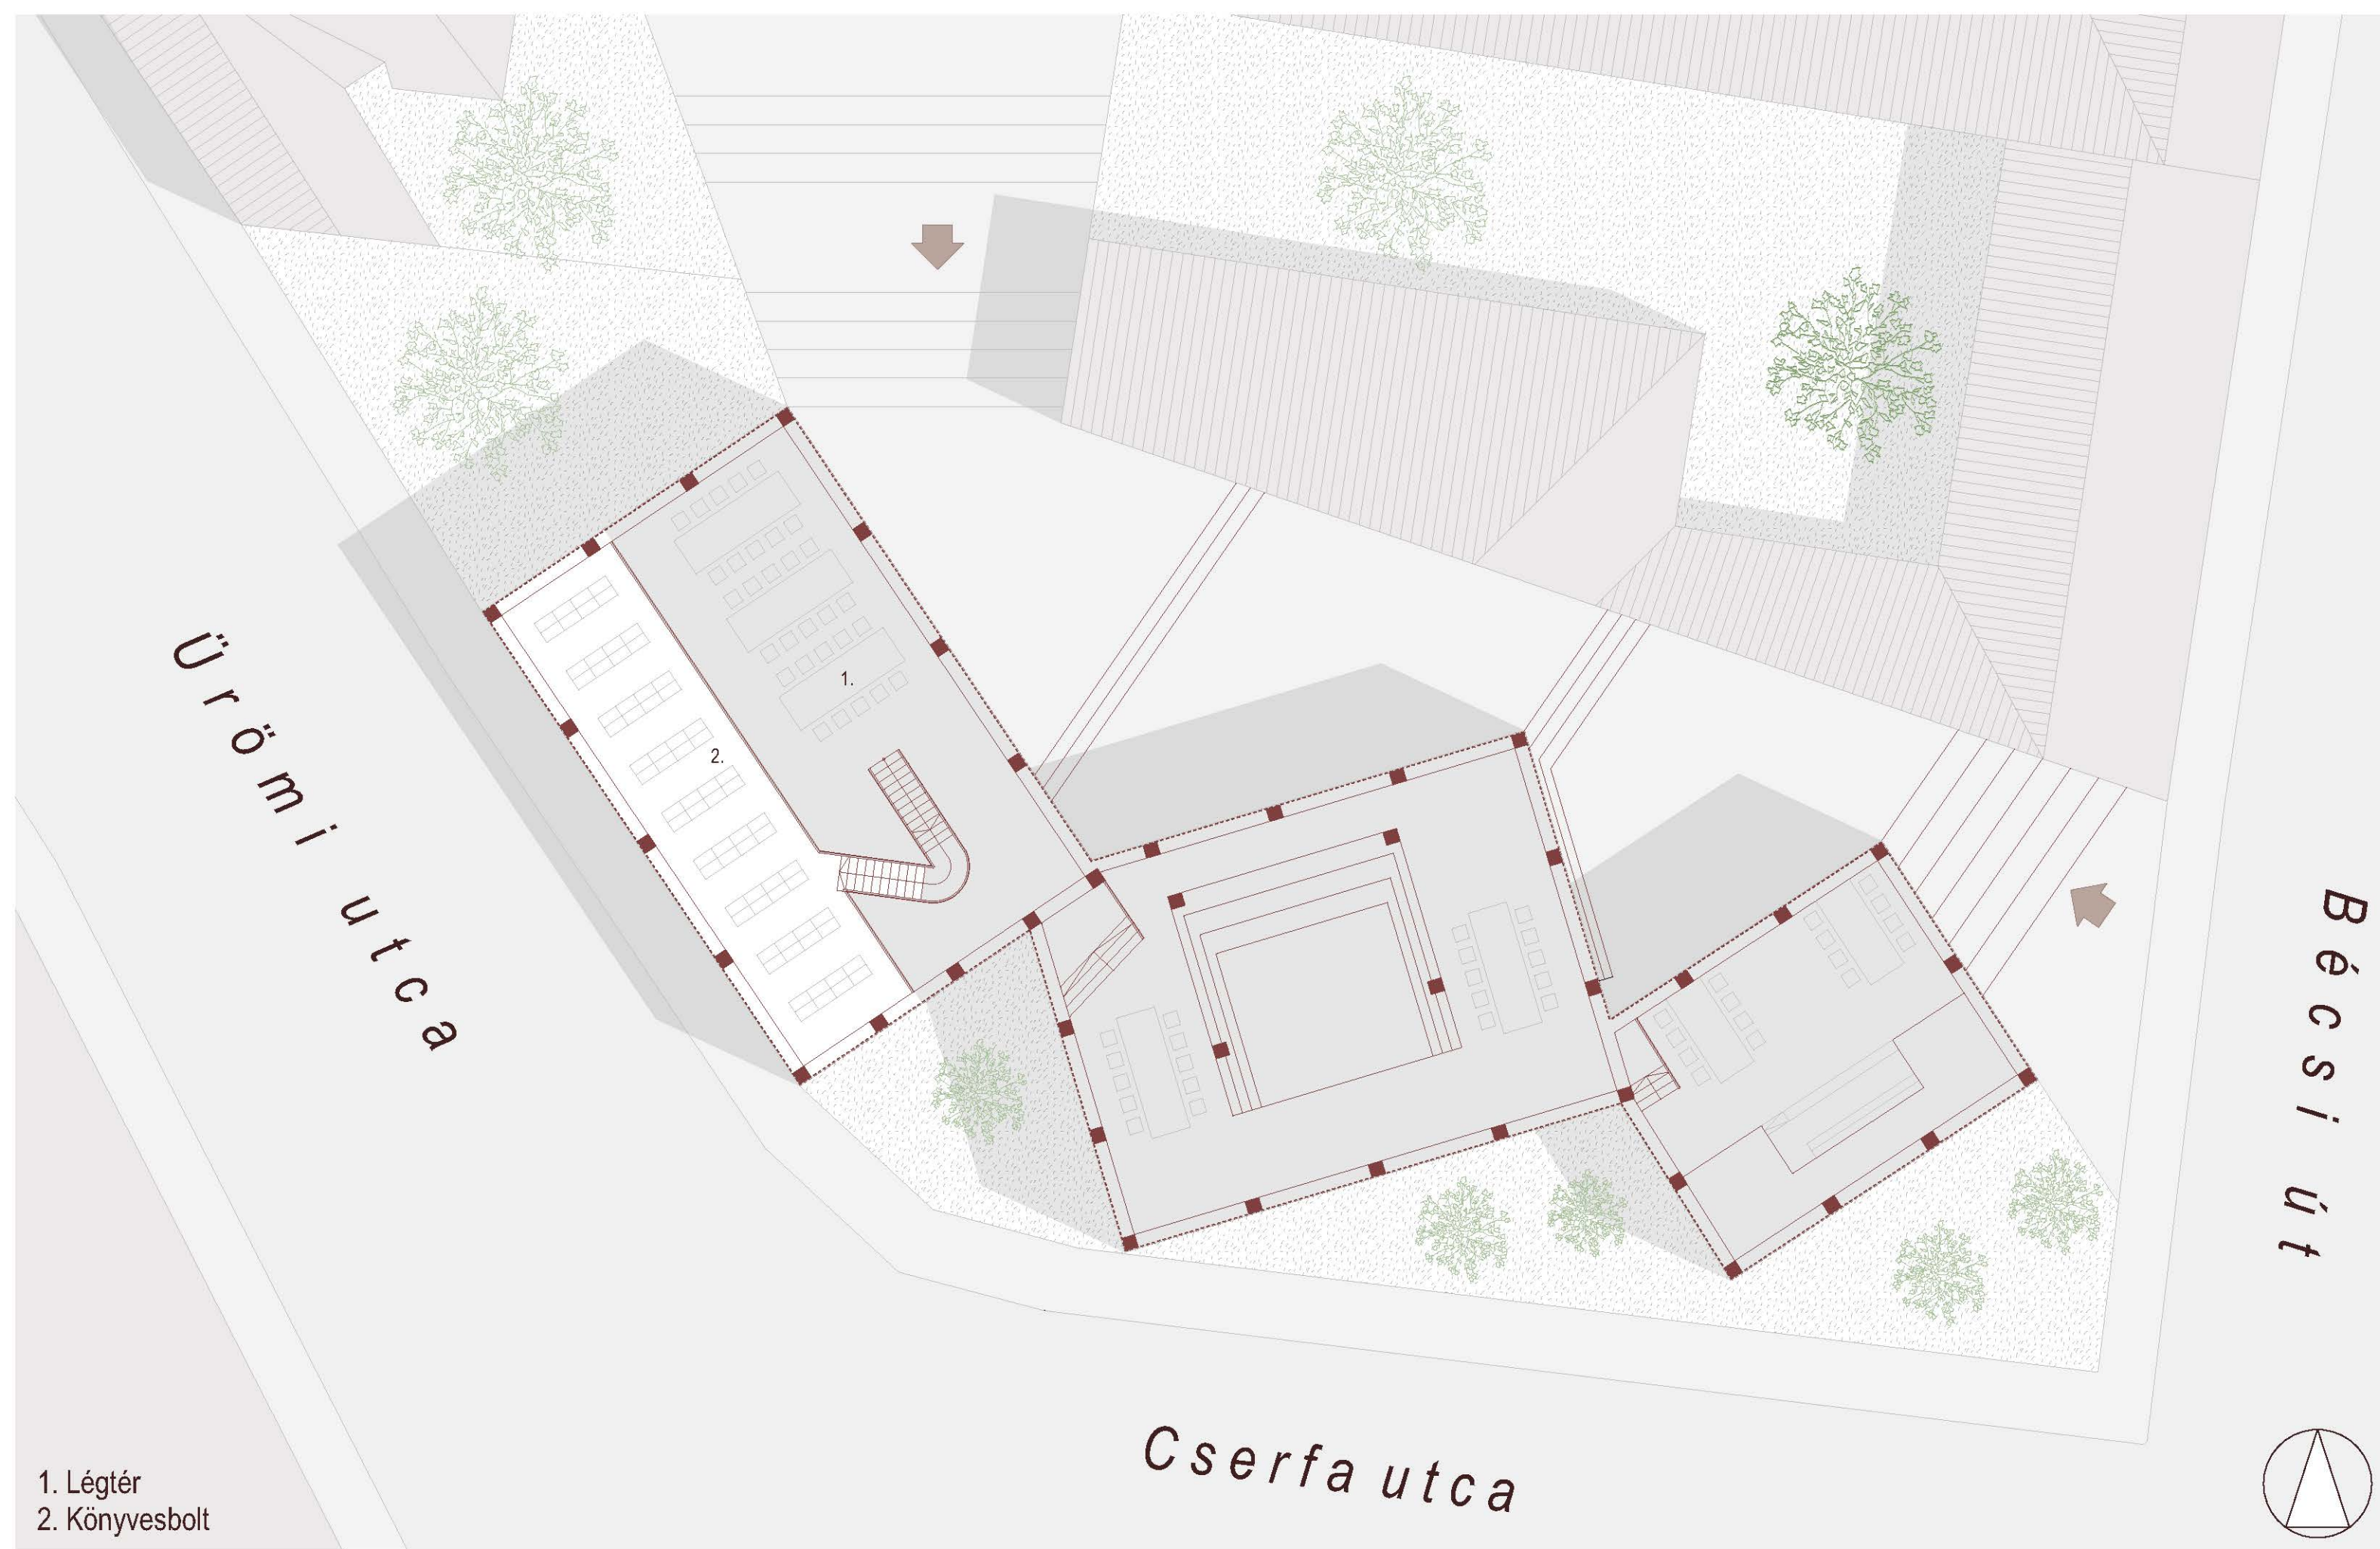 1.
2.
Ürömi utca
Bécsi út
Cserfa utca
1. Légtér
2. Könyvesbolt